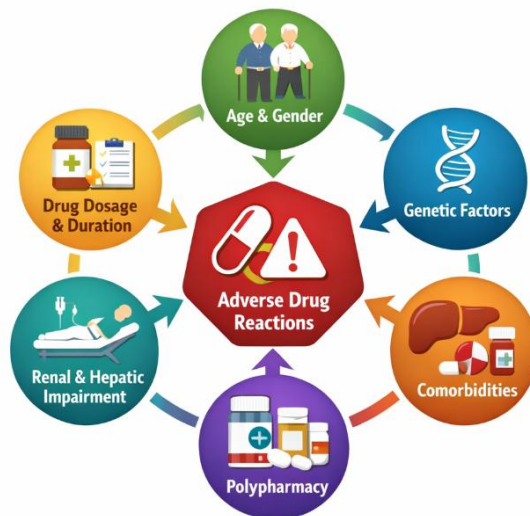 Age & Gender
Drug Dosage
& Duration
Genetic Factors
Adverse Drug
Reactions
Renal & Hepatic
Impairment
Comorbidities
Polypharmacy